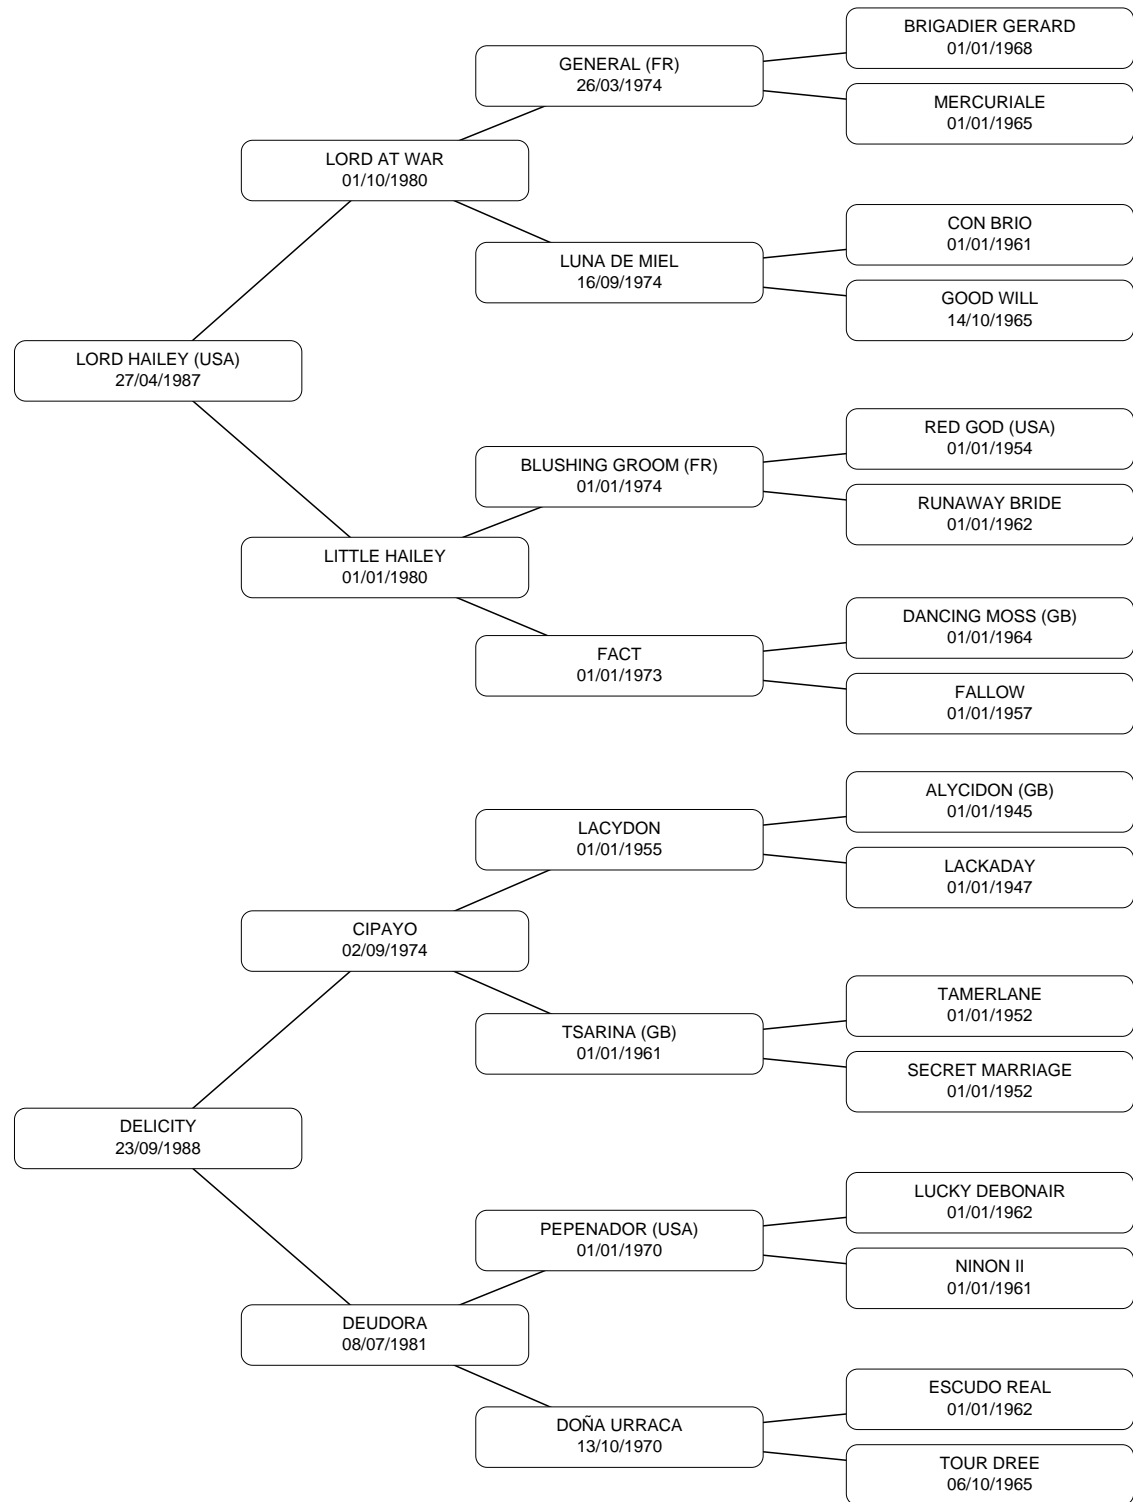 BRIGADIER GERARD
01/01/1968
GENERAL (FR)
26/03/1974
MERCURIALE
01/01/1965
LORD AT WAR
01/10/1980
CON BRIO
01/01/1961
LUNA DE MIEL
16/09/1974
GOOD WILL
14/10/1965
LORD HAILEY (USA)
27/04/1987
RED GOD (USA)
01/01/1954
BLUSHING GROOM (FR)
01/01/1974
RUNAWAY BRIDE
01/01/1962
LITTLE HAILEY
01/01/1980
DANCING MOSS (GB)
01/01/1964
FACT
01/01/1973
FALLOW
01/01/1957
ALYCIDON (GB)
01/01/1945
LACYDON
01/01/1955
LACKADAY
01/01/1947
CIPAYO
02/09/1974
TAMERLANE
01/01/1952
TSARINA (GB)
01/01/1961
SECRET MARRIAGE
01/01/1952
DELICITY
23/09/1988
LUCKY DEBONAIR
01/01/1962
PEPENADOR (USA)
01/01/1970
NINON II
01/01/1961
DEUDORA
08/07/1981
ESCUDO REAL
01/01/1962
DOÑA URRACA
13/10/1970
TOUR DREE
06/10/1965